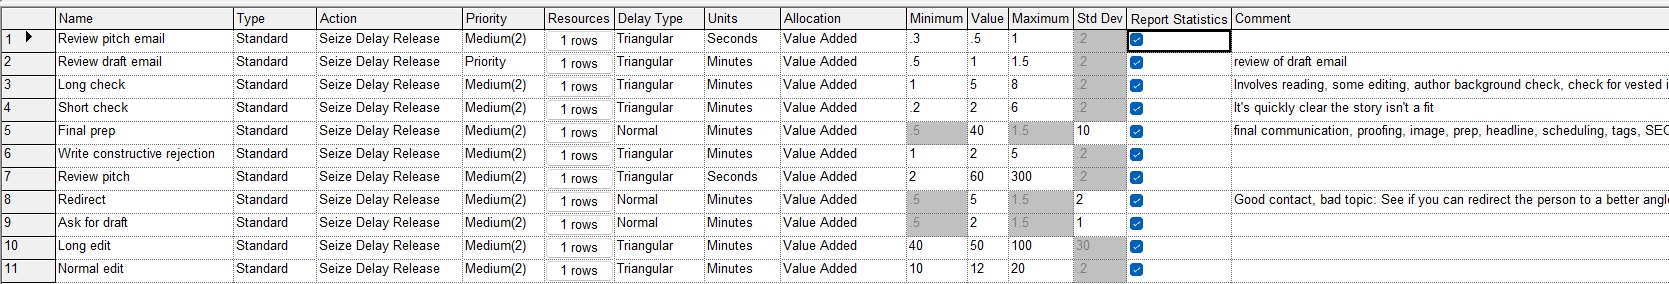 Name Type Action Priority Resources Delay Type Units Allocation Minimum Value Maximum Std Dev Report Statistics Comment
1 Review pitch email Standard Seize Delay Release Medium(2) 1 rows Triangular Seconds Value Added .3 .5 1 .2
2 Review draft email Standard Seize Delay Release Priority 1 rows Triangular Minutes Value Added .5 1 1.5 .2 review of draft email
3 Long check Standard Seize Delay Release Medium(2) 1 rows Triangular Minutes Value Added 1 5 8 .2 Involves reading, some editing, author background check, check for vested i
4 Short check Standard Seize Delay Release Medium(2) 1 rows Triangular Minutes Value Added .2 2 6 .2 It's quickly clear the story isn't a fit
5 Final prep Standard Seize Delay Release Medium(2) 1 rows Normal Minutes Value Added .5 40 1.5 10 final communication, proofing, image, prep, headline, scheduling, tags, SEO
6 Write constructive rejection Standard Seize Delay Release Medium(2) 1 rows Triangular Minutes Value Added 1 2 5 .2
7 Review pitch Standard Seize Delay Release Medium(2) 1 rows Triangular Seconds Value Added 2 60 300 .2
8 Redirect Standard Seize Delay Release Medium(2) 1 rows Normal Minutes Value Added .5 5 1.5 2 Good contact, bad topic: See if you can redirect the person to a better angl
9 Ask for draft Standard Seize Delay Release Medium(2) 1 rows Normal Minutes Value Added .5 2 1.5 1
10 Long edit Standard Seize Delay Release Medium(2) 1 rows Triangular Minutes Value Added 40 50 100 30
11 Normal edit Standard Seize Delay Release Medium(2) 1 rows Triangular Minutes Value Added 10 12 20 .2